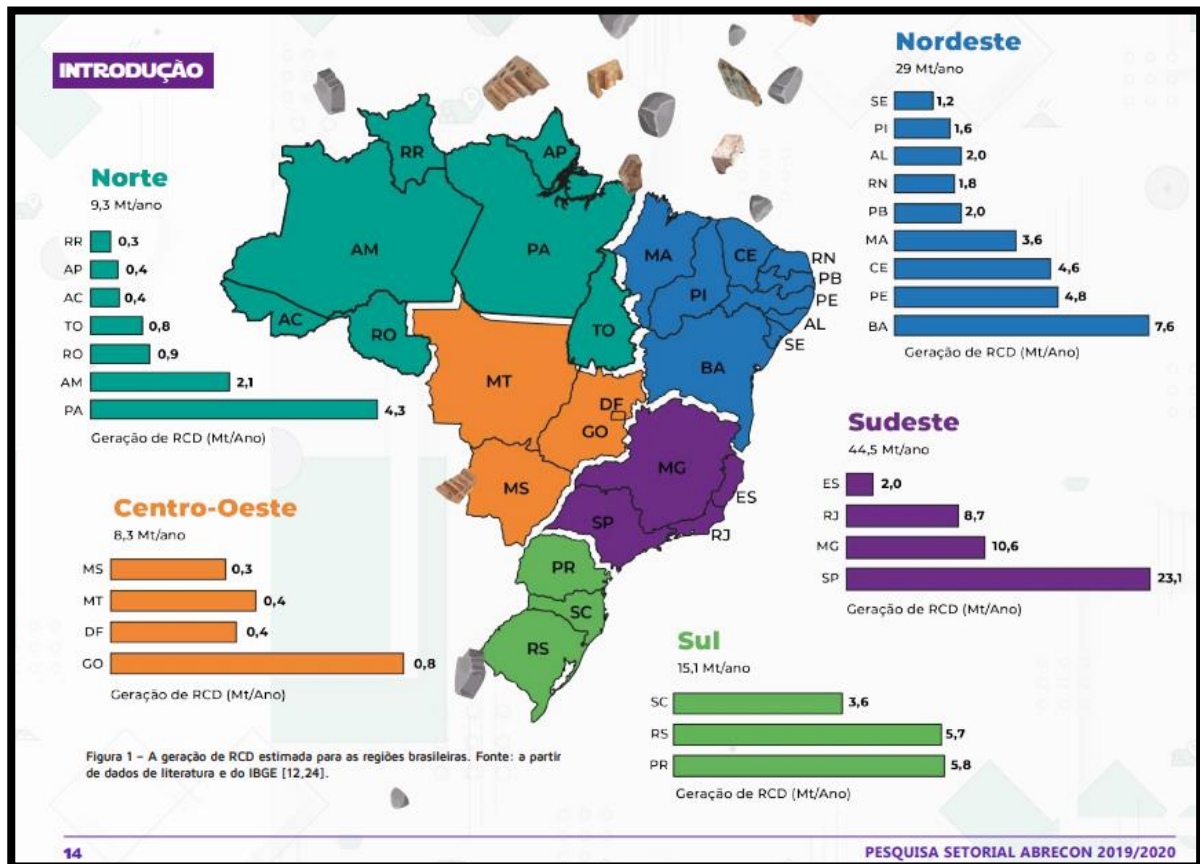 INTRODUÇÃO
Norte
9,3 Mt/ano
RR 0,3
AP 0,4
AC 0,4
TO 0,8
RO 0,9
AM 2,1
PA 4,3
Geração de RCD (Mt/Ano)
Centro-Oeste
8,3 Mt/ano
MS 0,3
MT 0,4
DF 0,4
GO 0,8
Geração de RCD (Mt/Ano)
Figura 1 – A geração de RCD estimada para as regiões brasileiras. Fonte: a partir
de dados de literatura e do IBGE [12,24].
RR
AP
AM
PA
AC
RO
TO
MA
CE
RN
PB
PI
PE
AL
SE
BA
MT
DF
GO
MS
MG
ES
SP
RJ
PR
SC
RS
Nordeste
29 Mt/ano
SE 1,2
PI 1,6
AL 2,0
RN 1,8
PB 2,0
MA 3,6
CE 4,6
PE 4,8
BA 7,6
Geração de RCD (Mt/Ano)
Sudeste
44,5 Mt/ano
ES 2,0
RJ 8,7
MG 10,6
SP 23,1
Geração de RCD (Mt/Ano)
Sul
15,1 Mt/ano
SC 3,6
RS 5,7
PR 5,8
Geração de RCD (Mt/Ano)
14
PESQUISA SETORIAL ABRECON 2019/2020